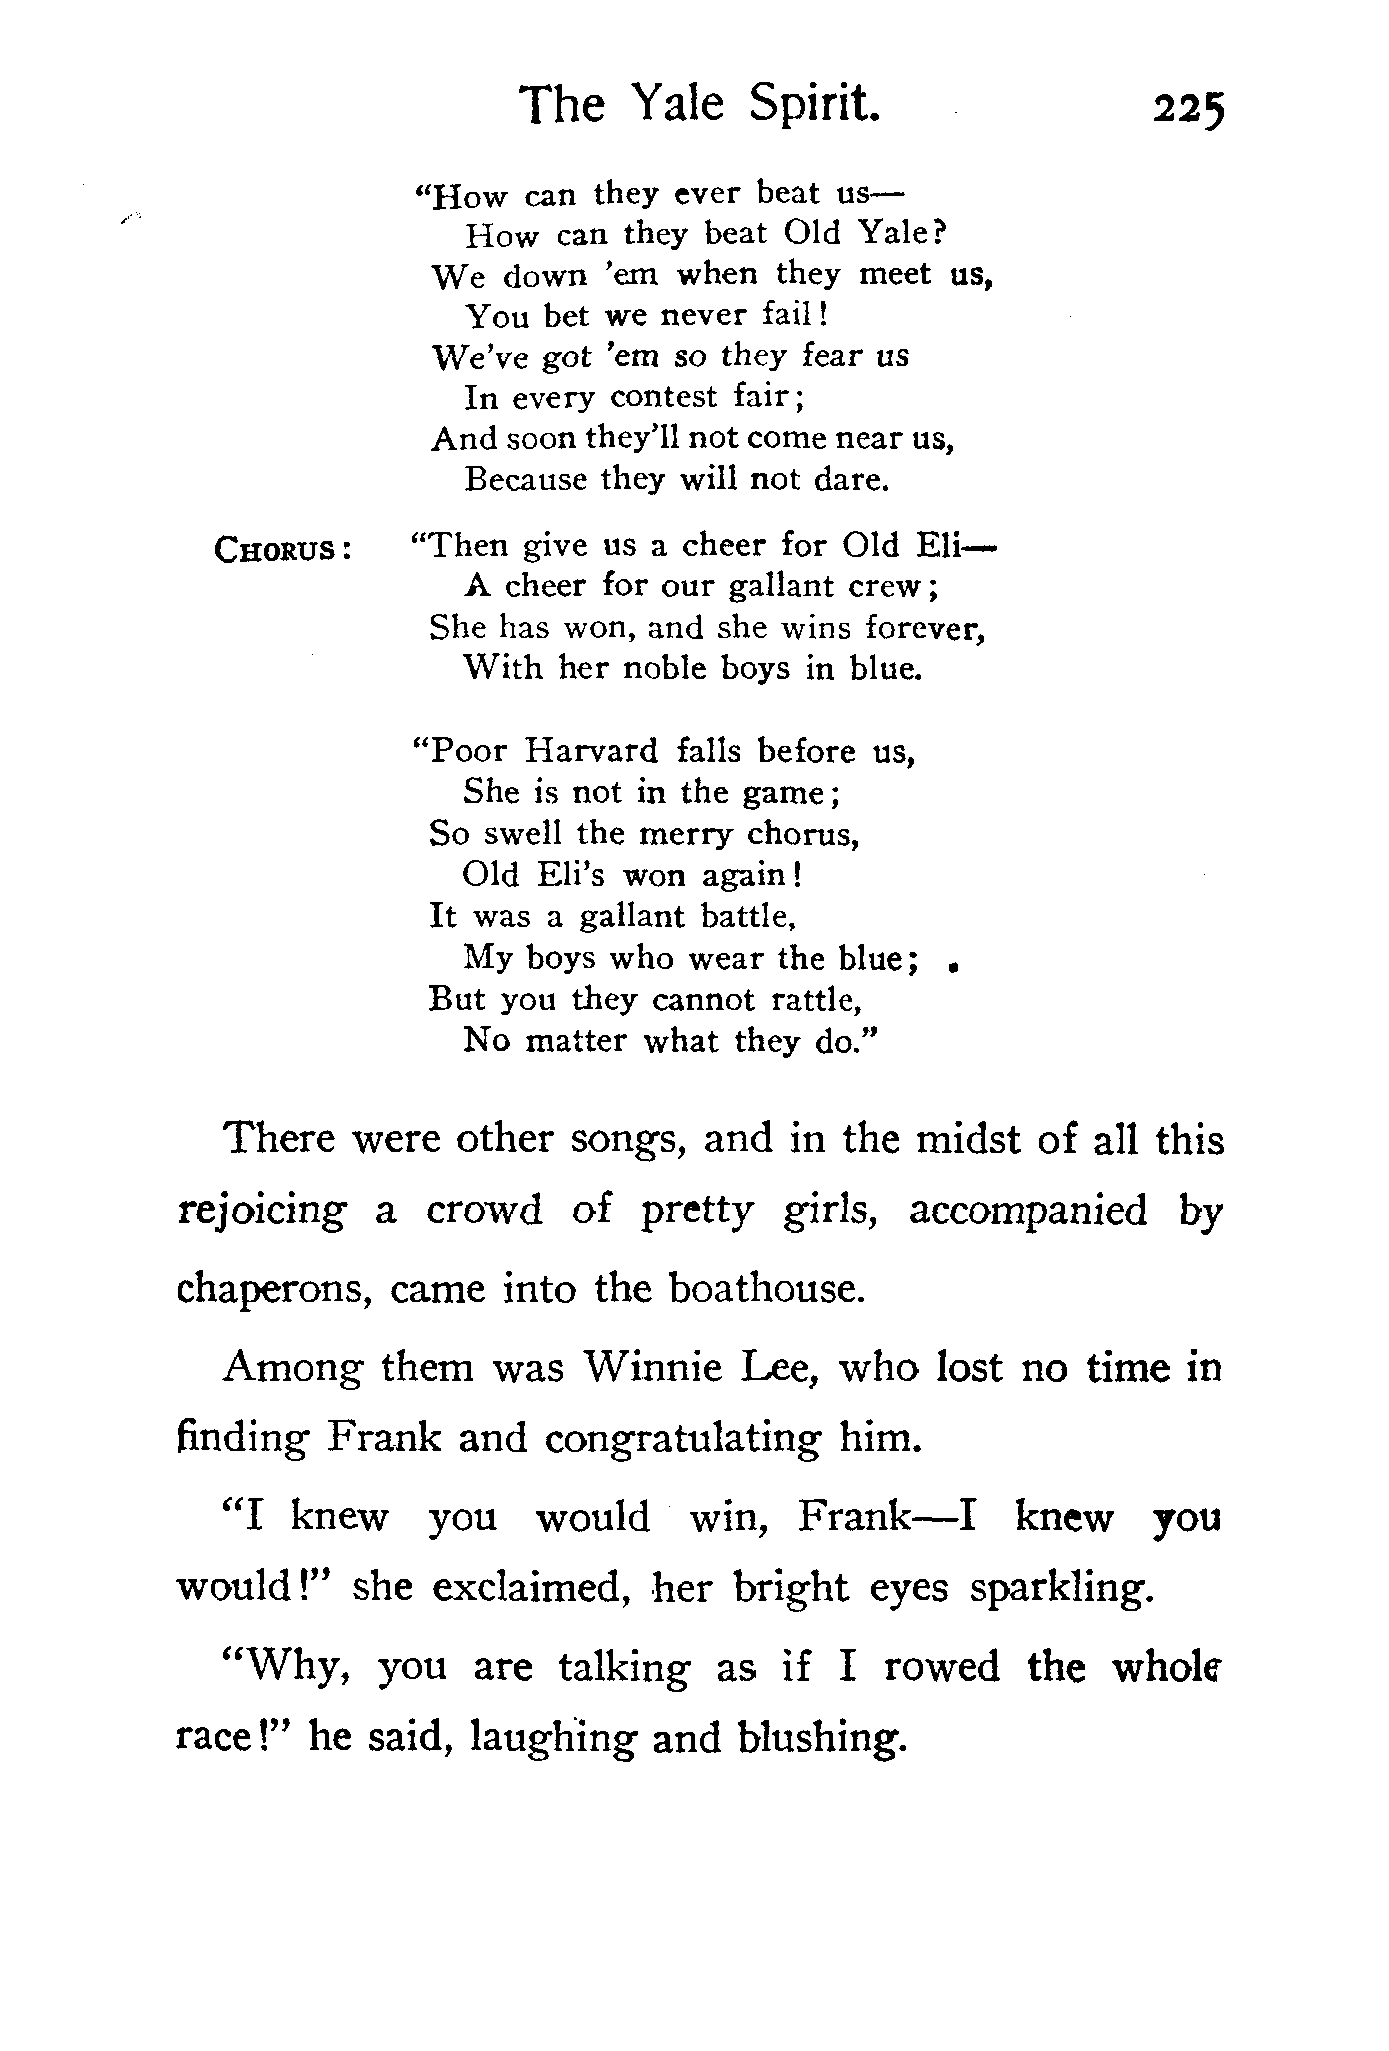 The Yale Spirit. 225
“How can they ever beat us—
How can they beat Old Yale?
We down ’em when they meet us,
You bet we never fail!
We’ve got ’em so they fear us
In every contest fair;
And soon they’ll not come near us,
Because they will not dare.
CHORUS: “Then give us a cheer for Old Eli—
A cheer for our gallant crew;
She has won, and she wins forever,
With her noble boys in blue.
“Poor Harvard falls before us,
She is not in the game;
So swell the merry chorus,
Old Eli’s won again!
It was a gallant battle,
My boys who wear the blue;
But you they cannot rattle,
No matter what they do.”
There were other songs, and in the midst of all this
rejoicing a crowd of pretty girls, accompanied by
chaperons, came into the boathouse.
Among them was Winnie Lee, who lost no time in
finding Frank and congratulating him.
“I knew you would win, Frank—I knew you
would!” she exclaimed, her bright eyes sparkling.
“Why, you are talking as if I rowed the whole
race!” he said, laughing and blushing.